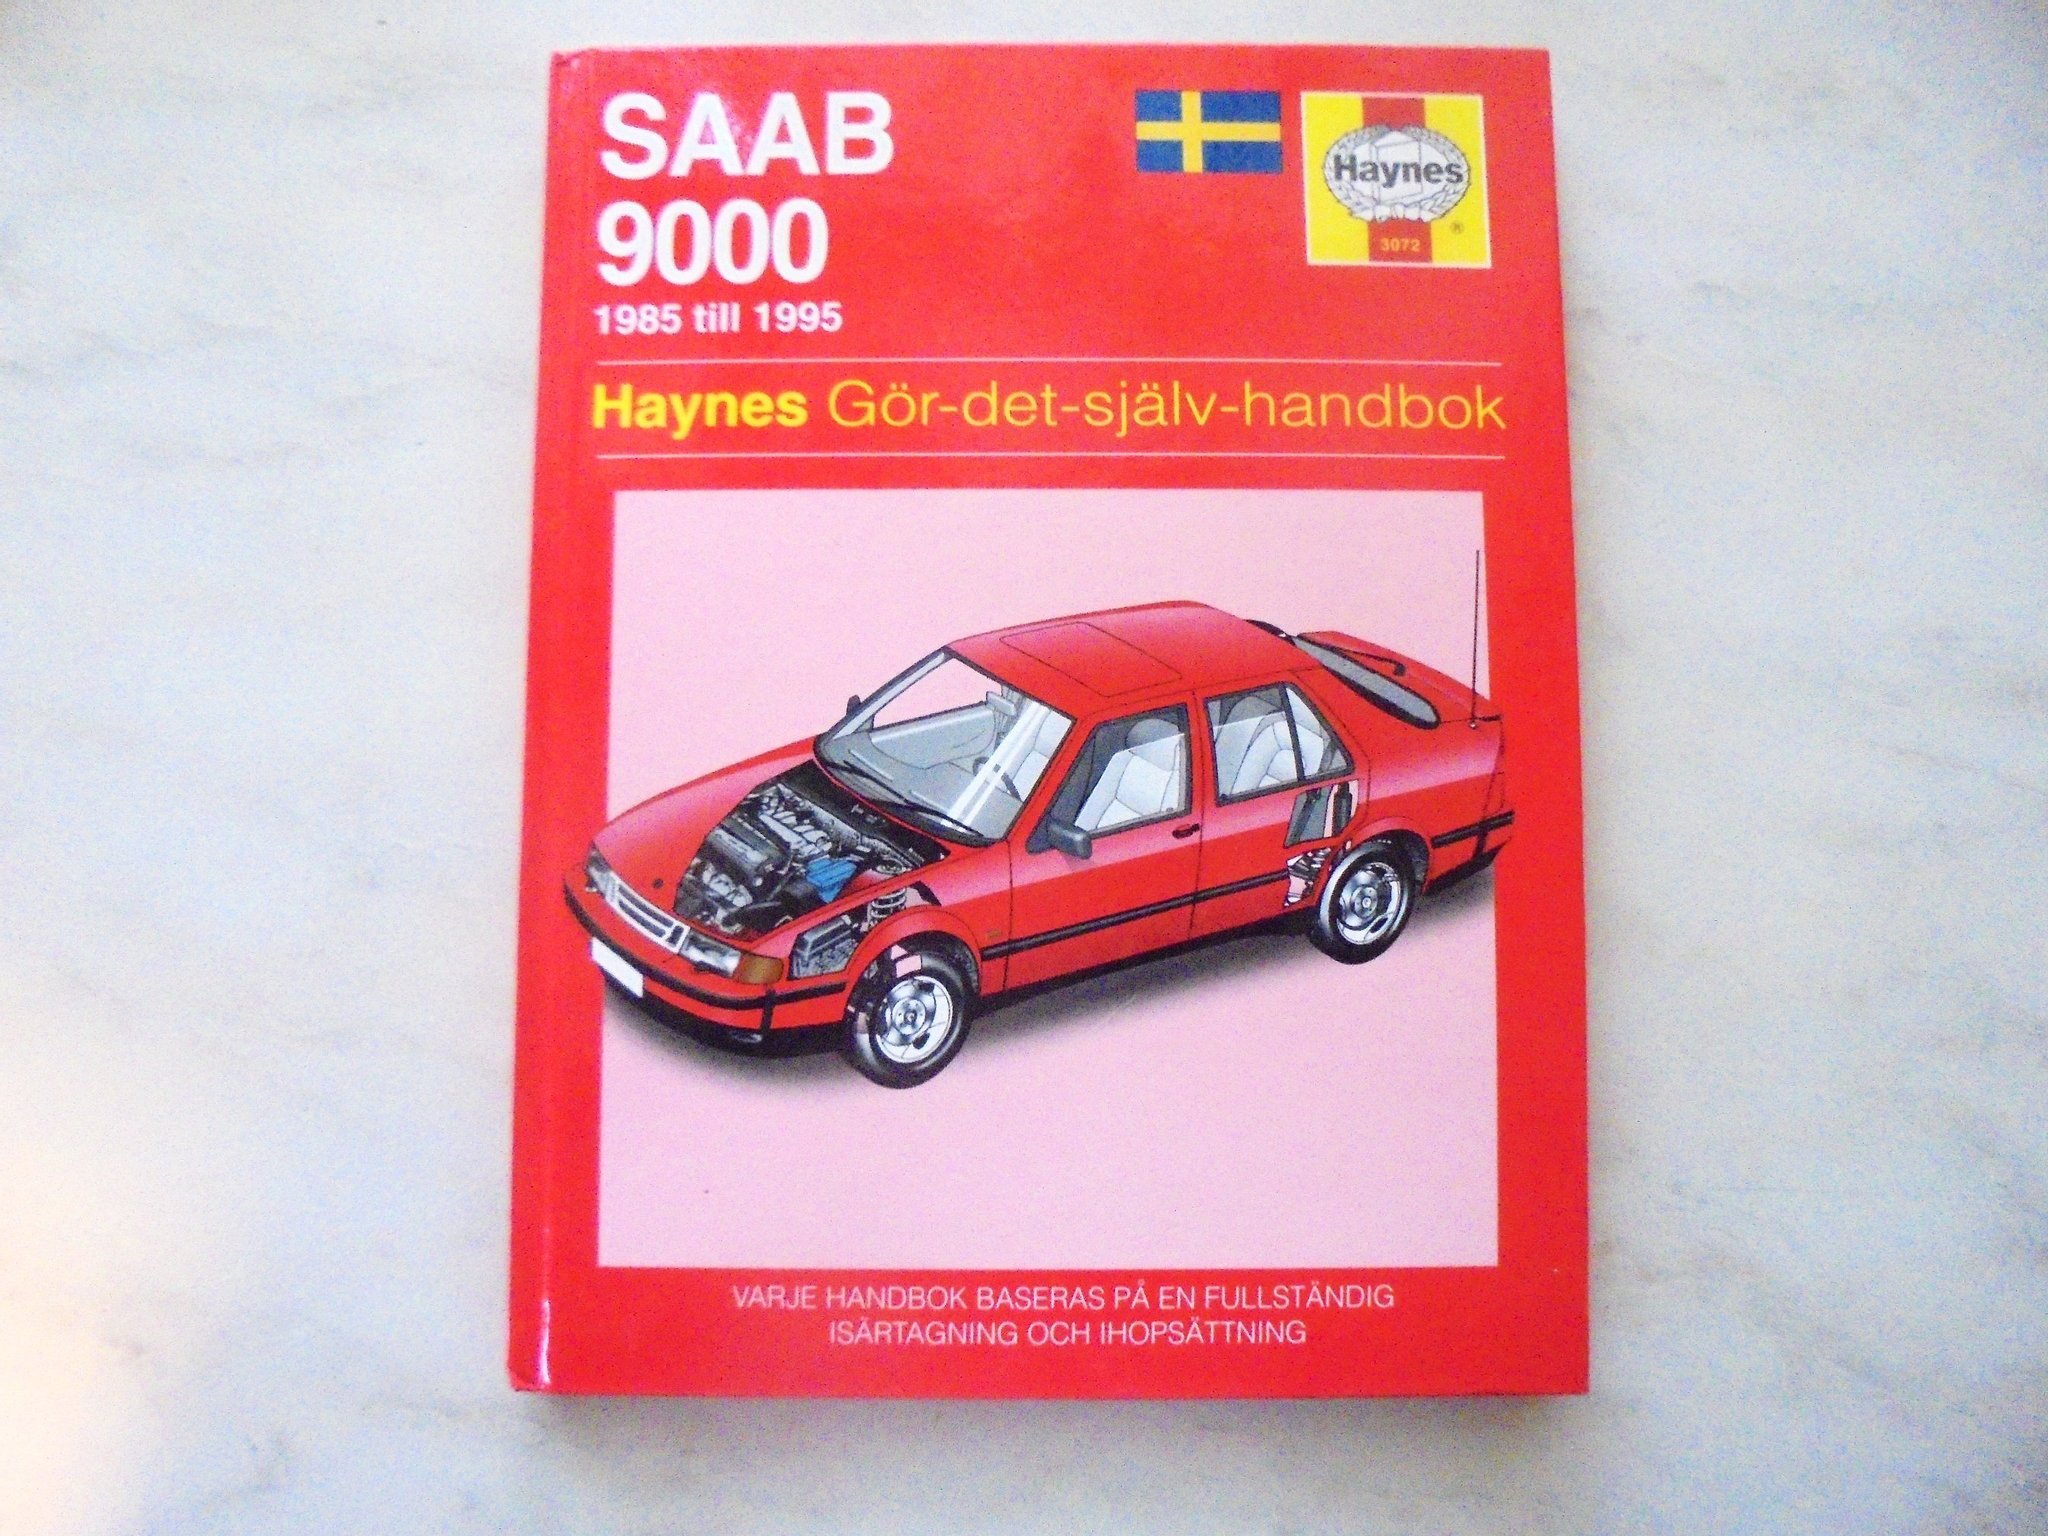 SAAB
9000
1985 till 1995
Haynes
®
3072
Haynes Gör-det-själv-handbok
VARJE HANDBOK BASERAS PÅ EN FULLSTÄNDIG
ISÄRTAGNING OCH IHOPSÄTTNING